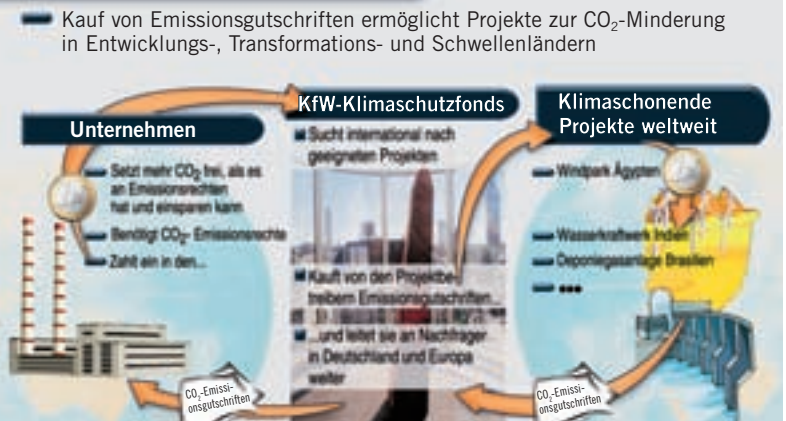 Kauf von Emissionsgutschriften ermöglicht Projekte zur CO₂-Minderung
in Entwicklungs-, Transformations- und Schwellenländern
Unternehmen
Setzt mehr CO₂ frei, als es
an Emissionsrechten
hat und einsparen kann
Benötigt CO₂- Emissionsrechte
Zahlt ein in den...
KfW-Klimaschutzfonds
Sucht international nach
geeigneten Projekten
Kauft von den Projektbe-
treibern Emissionsgutschriften...
...und leitet sie an Nachfrager
in Deutschland und Europa
weiter
Klimaschonende
Projekte weltweit
Windpark Ägypten
Wasserkraftwerk Indien
Deponiegasanlage Brasilien
...
CO₂-Emissi-
onsgutschriften
CO₂-Emissi-
onsgutschriften